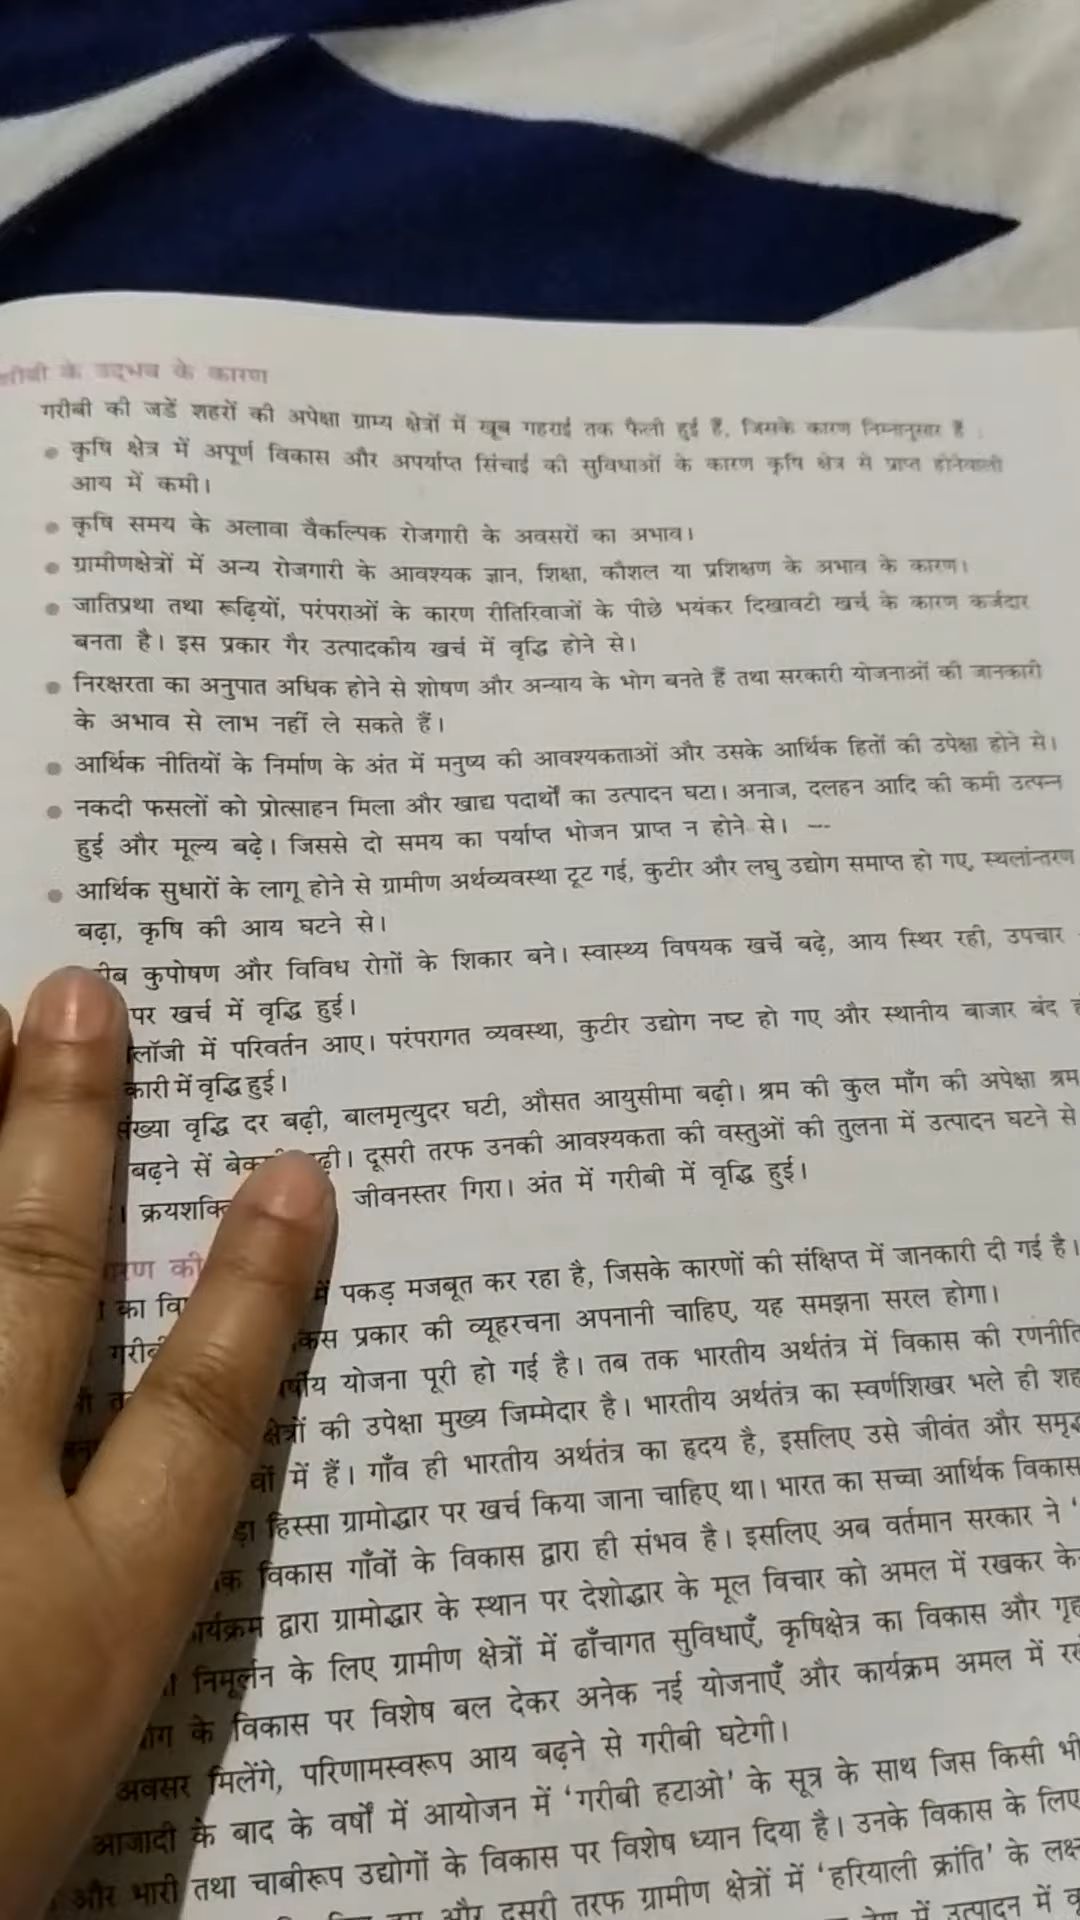 गरीबी के उद्‌भव के कारण
गरीबी की जडें शहरों की अपेक्षा ग्राम्य क्षेत्रों में खूब गहराई तक फैली हुई हैं, जिसके कारण निम्नानुसार हैं :
• कृषि क्षेत्र में अपूर्ण विकास और अपर्याप्त सिंचाई की सुविधाओं के कारण कृषि क्षेत्र से प्राप्त होनेवाली
आय में कमी।
• कृषि समय के अलावा वैकल्पिक रोजगारी के अवसरों का अभाव।
• ग्रामीणक्षेत्रों में अन्य रोजगारी के आवश्यक ज्ञान, शिक्षा, कौशल या प्रशिक्षण के अभाव के कारण।
• जातिप्रथा तथा रूढ़ियों, परंपराओं के कारण रीतिरिवाजों के पीछे भयंकर दिखावटी खर्च के कारण कर्जदार
बनता है। इस प्रकार गैर उत्पादकीय खर्च में वृद्धि होने से।
• निरक्षरता का अनुपात अधिक होने से शोषण और अन्याय के भोग बनते हैं तथा सरकारी योजनाओं की जानकारी
के अभाव से लाभ नहीं ले सकते हैं।
• आर्थिक नीतियों के निर्माण के अंत में मनुष्य की आवश्यकताओं और उसके आर्थिक हितों की उपेक्षा होने से।
• नकदी फसलों को प्रोत्साहन मिला और खाद्य पदार्थों का उत्पादन घटा। अनाज, दलहन आदि की कमी उत्पन्न
हुई और मूल्य बढ़े। जिससे दो समय का पर्याप्त भोजन प्राप्त न होने से। —
• आर्थिक सुधारों के लागू होने से ग्रामीण अर्थव्यवस्था टूट गई, कुटीर और लघु उद्योग समाप्त हो गए, स्थलांन्तरण
बढ़ा, कृषि की आय घटने से।
कुपोषण और विविध रोगों के शिकार बने। स्वास्थ्य विषयक खर्चे बढ़े, आय स्थिर रही, उपचार
पर खर्च में वृद्धि हुई।
लॉजी में परिवर्तन आए। परंपरागत व्यवस्था, कुटीर उद्योग नष्ट हो गए और स्थानीय बाजार बंद
कारी में वृद्धि हुई।
वृद्धि दर बढ़ी, बालमृत्युदर घटी, औसत आयुसीमा बढ़ी। श्रम की कुल माँग की अपेक्षा श्रम
बढ़ने सें दूसरी तरफ उनकी आवश्यकता की वस्तुओं की तुलना में उत्पादन घटने से
जीवनस्तर गिरा। अंत में गरीबी में वृद्धि हुई।
की
में पकड़ मजबूत कर रहा है, जिसके कारणों की संक्षिप्त में जानकारी दी गई है।
प्रकार की व्यूहरचना अपनानी चाहिए, यह समझना सरल होगा।
योजना पूरी हो गई है। तब तक भारतीय अर्थतंत्र में विकास की रणनीति
क्षेत्रों की उपेक्षा मुख्य जिम्मेदार है। भारतीय अर्थतंत्र का स्वर्णशिखर भले ही
में हैं। गाँव ही भारतीय अर्थतंत्र का हृदय है, इसलिए उसे जीवंत और
हिस्सा ग्रामोद्धार पर खर्च किया जाना चाहिए था। भारत का सच्चा आर्थिक विकास
विकास गाँवों के विकास द्वारा ही संभव है। इसलिए अब वर्तमान सरकार ने
द्वारा ग्रामोद्धार के स्थान पर देशोद्धार के मूल विचार को अमल में रखकर
निमूर्लन के लिए ग्रामीण क्षेत्रों में ढाँचागत सुविधाएँ, कृषिक्षेत्र का विकास और
के विकास पर विशेष बल देकर अनेक नई योजनाएँ और कार्यक्रम अमल में
अवसर मिलेंगे, परिणामस्वरूप आय बढ़ने से गरीबी घटेगी।
आजादी के बाद के वर्षों में आयोजन में ‘गरीबी हटाओ’ के सूत्र के साथ जिस किसी भी
और भारी तथा चाबीरूप उद्योगों के विकास पर विशेष ध्यान दिया है। उनके विकास के लिए
और दूसरी तरफ ग्रामीण क्षेत्रों में ‘हरियाली क्रांति’ के
में उत्पादन में